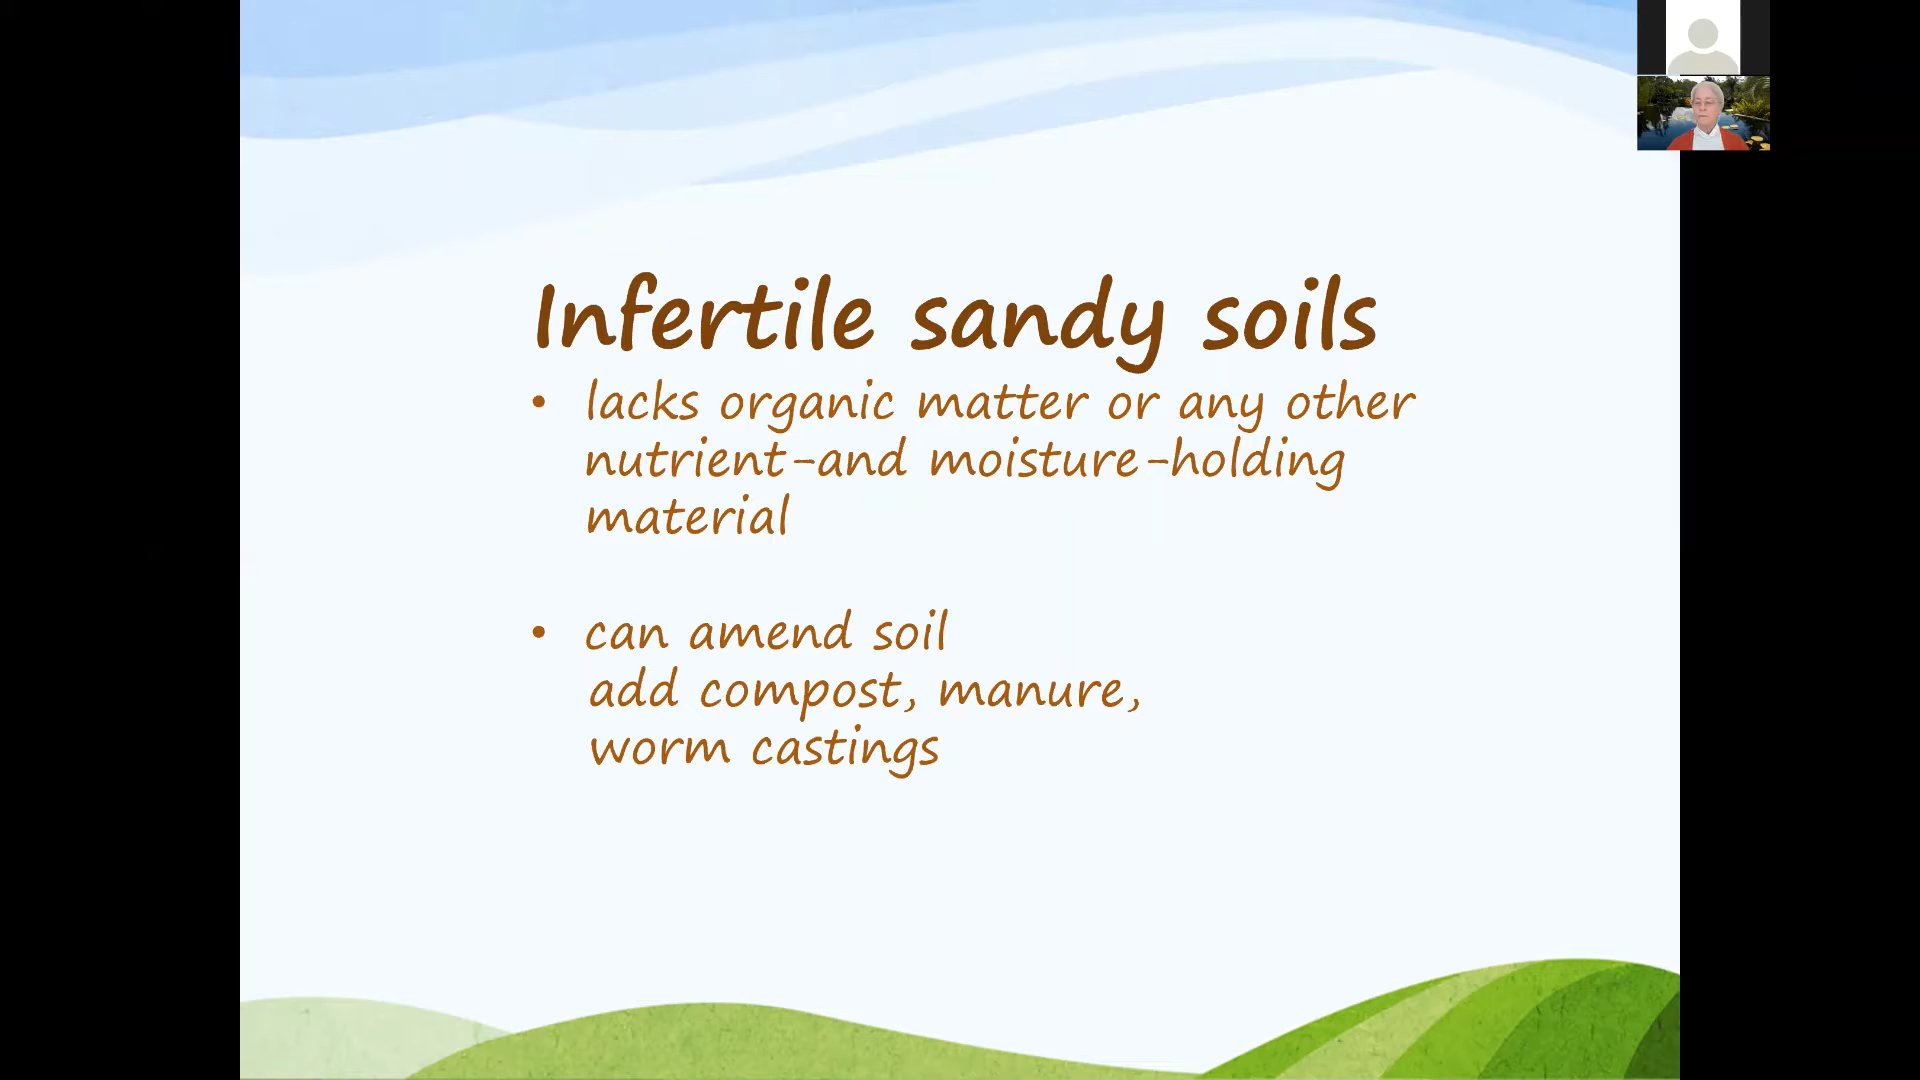 Infertile sandy soils
• lacks organic matter or any other
nutrient-and moisture-holding
material
• can amend soil
add compost, manure,
worm castings